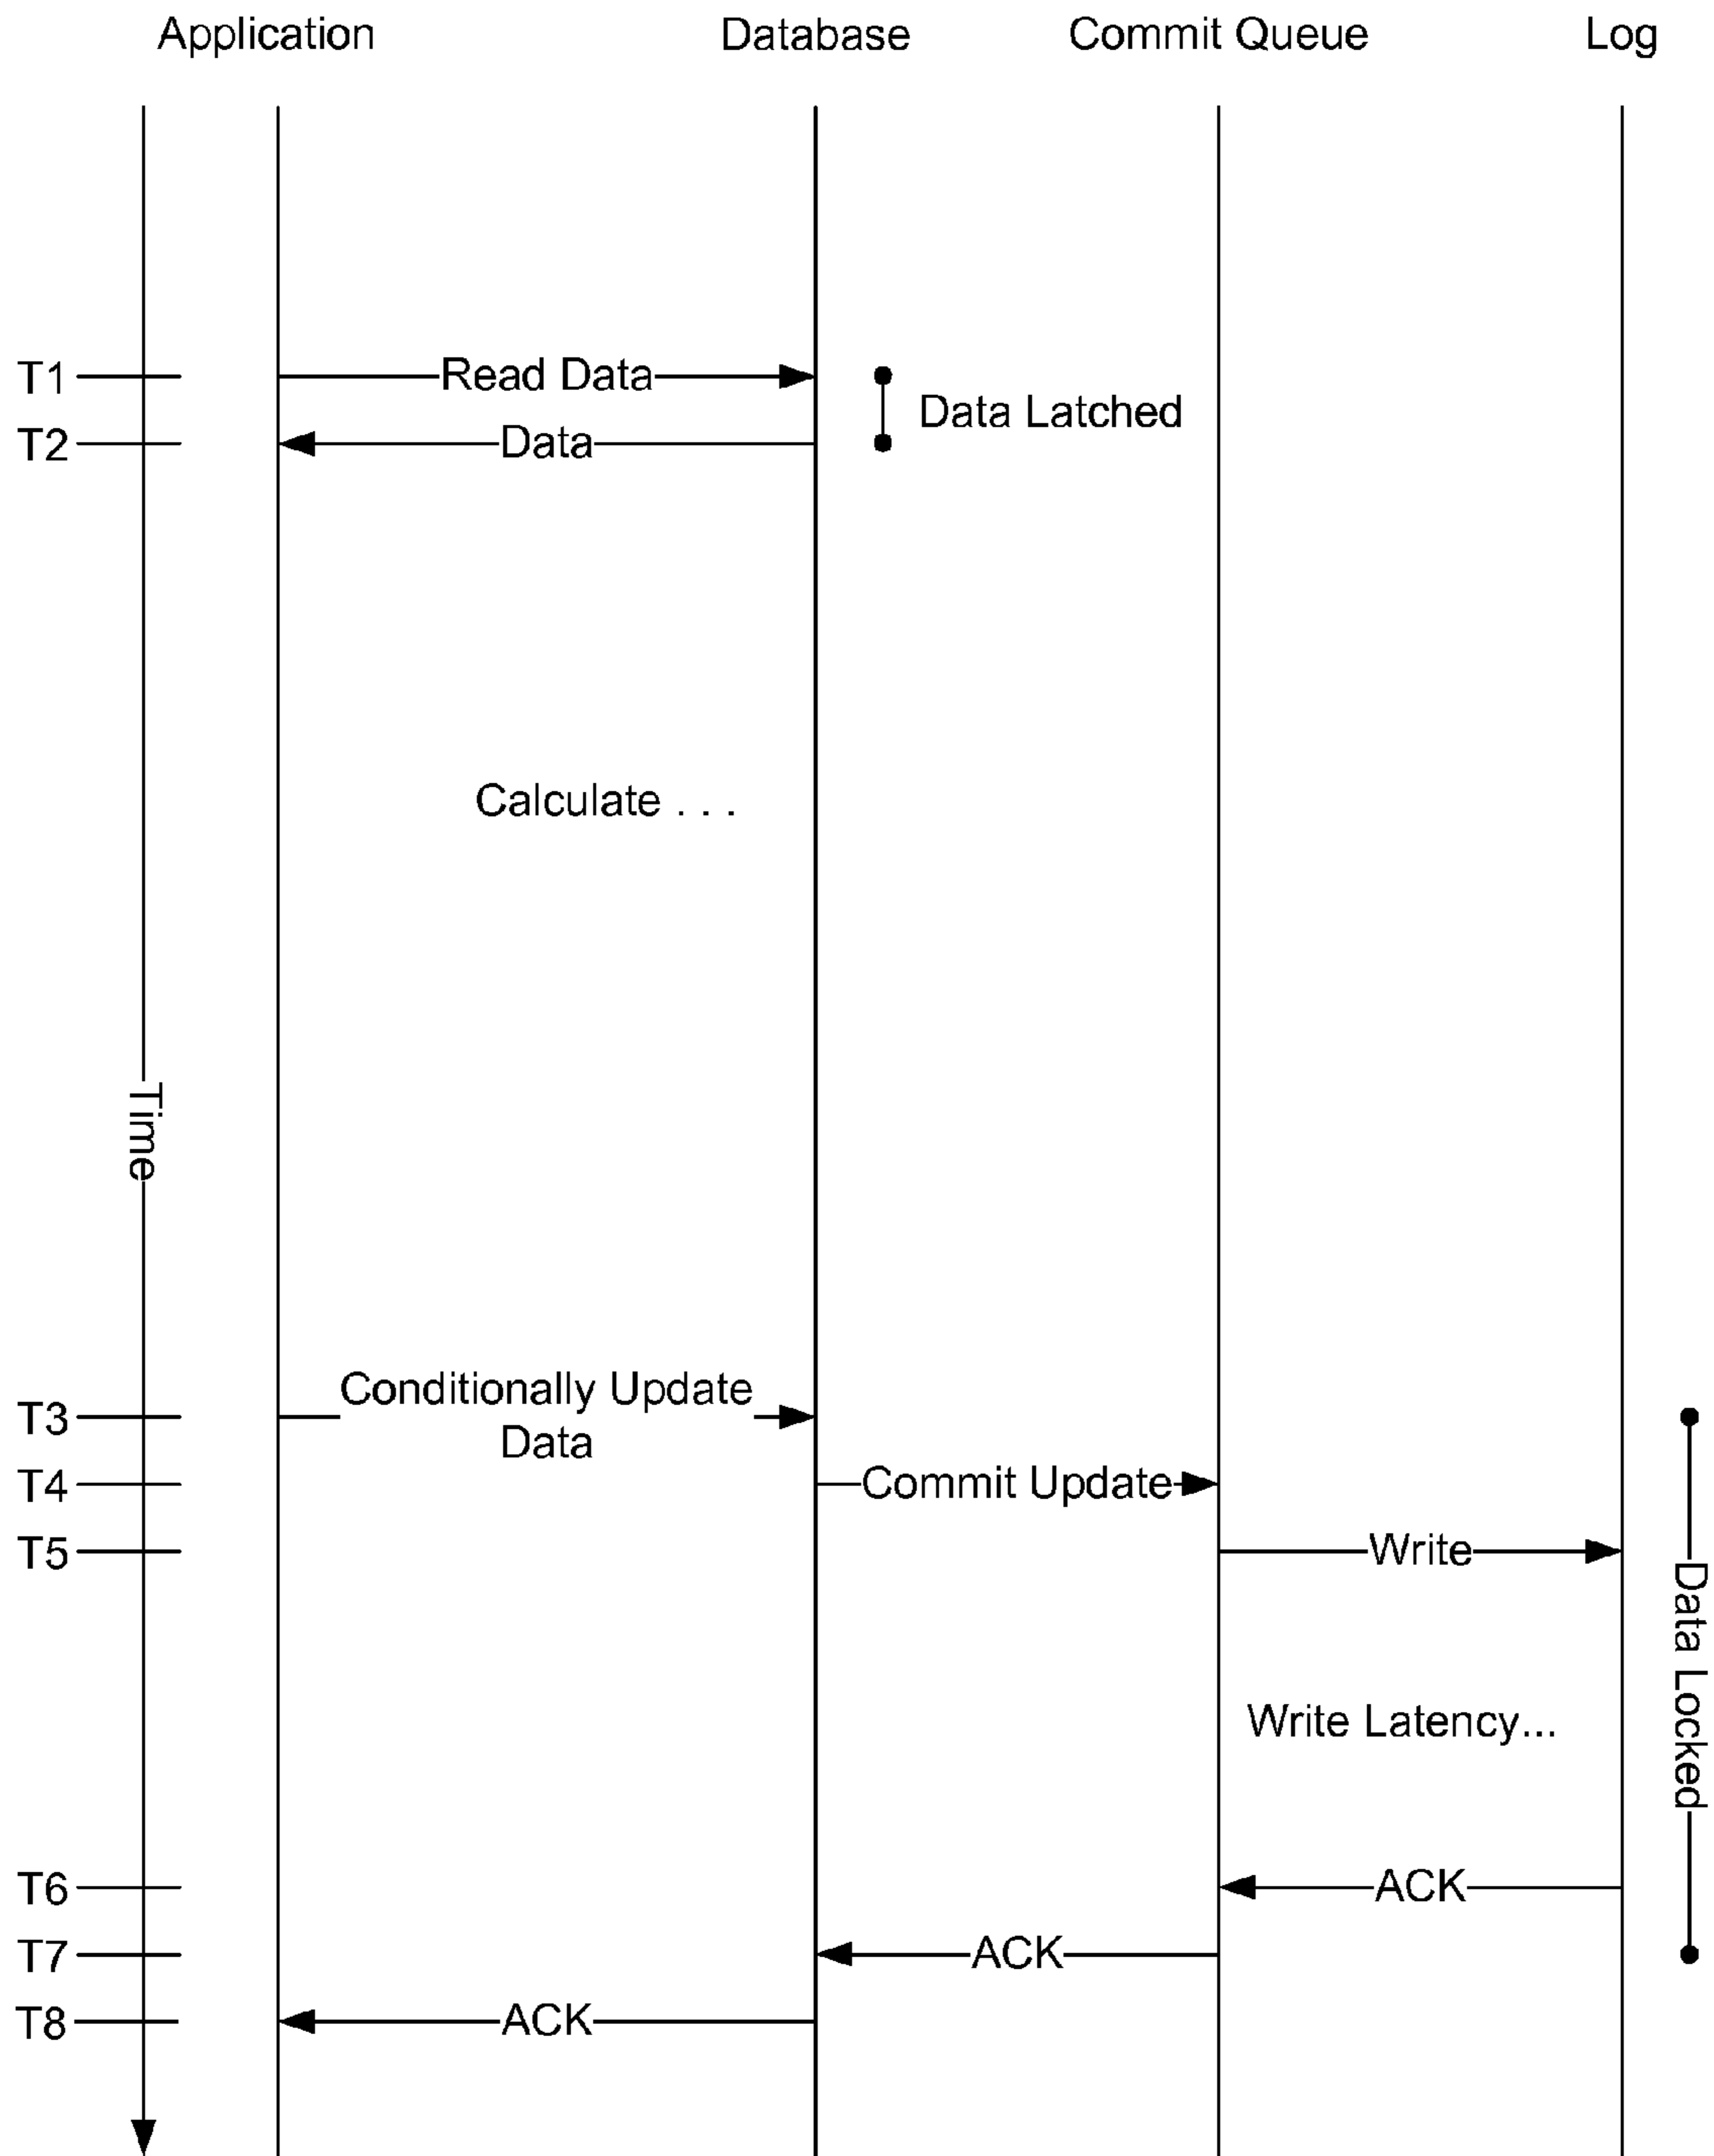 Application
Database
Commit Queue
Log
T1
Read Data
Data Latched
T2
Data
Calculate . . .
Time
Conditionally Update
Data
T3
T4
Commit Update
T5
Write
Data Locked
Write Latency...
T6
ACK
T7
ACK
T8
ACK